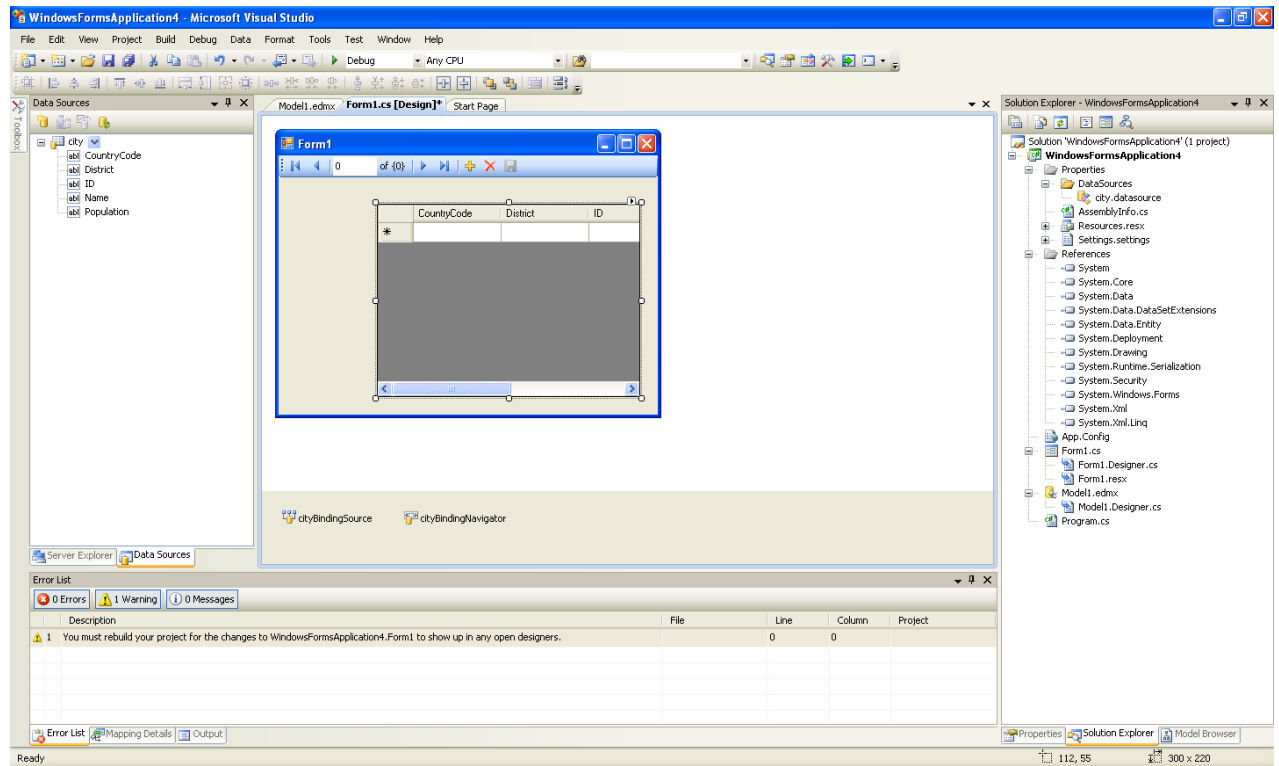 WindowsFormsApplication4 - Microsoft Visual Studio
File Edit View Project Build Debug Data Format Tools Test Window Help
Debug Any CPU
Toolbox
Data Sources
city
CountryCode
District
ID
Name
Population
Server Explorer Data Sources
Model1.edmx Form1.cs [Design]* Start Page
Form1
0 of {0}
CountryCode District ID
cityBindingSource cityBindingNavigator
Solution Explorer - WindowsFormsApplication4
Solution 'WindowsFormsApplication4' (1 project)
WindowsFormsApplication4
Properties
DataSources
city.datasource
AssemblyInfo.cs
Resources.resx
Settings.settings
References
System
System.Core
System.Data
System.Data.DataSetExtensions
System.Data.Entity
System.Deployment
System.Drawing
System.Runtime.Serialization
System.Security
System.Windows.Forms
System.Xml
System.Xml.Linq
App.Config
Form1.cs
Form1.Designer.cs
Form1.resx
Model1.edmx
Model1.Designer.cs
Program.cs
Properties Solution Explorer Model Browser
Error List
0 Errors 1 Warning 0 Messages
Description File Line Column Project
1 You must rebuild your project for the changes to WindowsFormsApplication4.Form1 to show up in any open designers. 0 0
Error List Mapping Details Output
Ready 112, 55 300 x 220